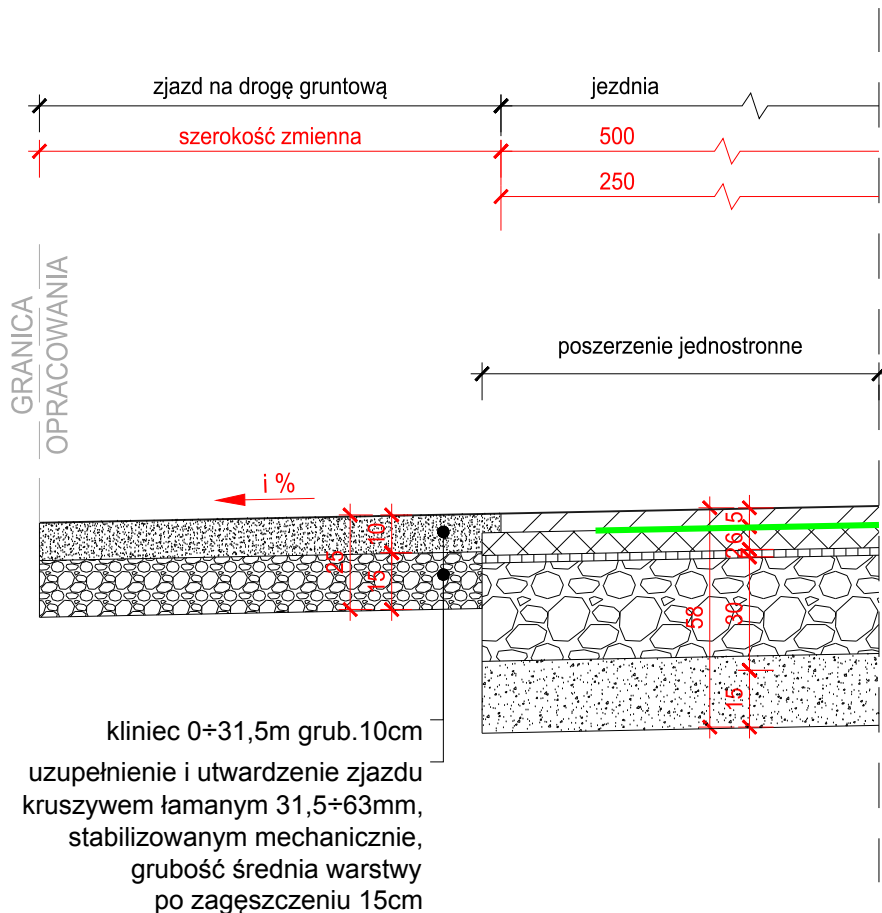 zjazd na drogę gruntową
jezdnia
szerokość zmienna
500
250
GRANICA
OPRACOWANIA
poszerzenie jednostronne
i %
25
10
15
58
5
6
2
30
15
kliniec 0÷31,5m grub.10cm
uzupełnienie i utwardzenie zjazdu
kruszywem łamanym 31,5÷63mm,
stabilizowanym mechanicznie,
grubość średnia warstwy
po zagęszczeniu 15cm